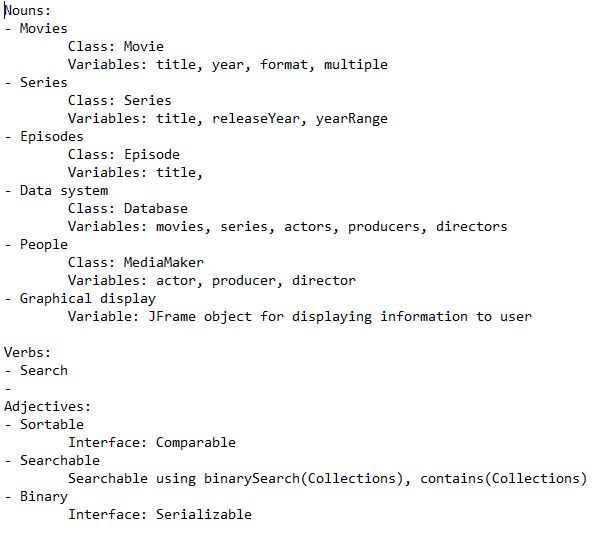 Nouns:
- Movies
Class: Movie
Variables: title, year, format, multiple
- Series
Class: Series
Variables: title, releaseYear, yearRange
- Episodes
Class: Episode
Variables: title,
- Data system
Class: Database
Variables: movies, series, actors, producers, directors
- People
Class: MediaMaker
Variables: actor, producer, director
- Graphical display
Variable: JFrame object for displaying information to user
Verbs:
- Search
-
Adjectives:
- Sortable
Interface: Comparable
- Searchable
Searchable using binarySearch(Collections), contains(Collections)
- Binary
Interface: Serializable